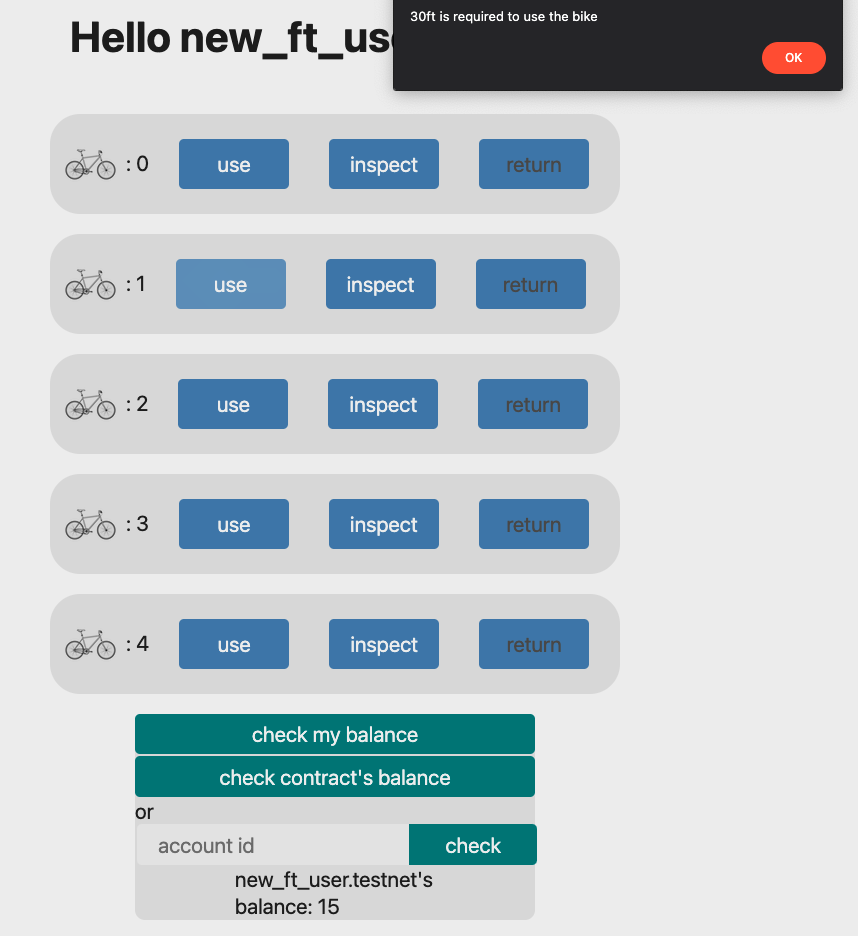 30ft is required to use the bike
OK
Hello new_ft_us
: 0 use inspect return
: 1 use inspect return
: 2 use inspect return
: 3 use inspect return
: 4 use inspect return
check my balance
check contract's balance
or
account id check
new_ft_user.testnet's
balance: 15